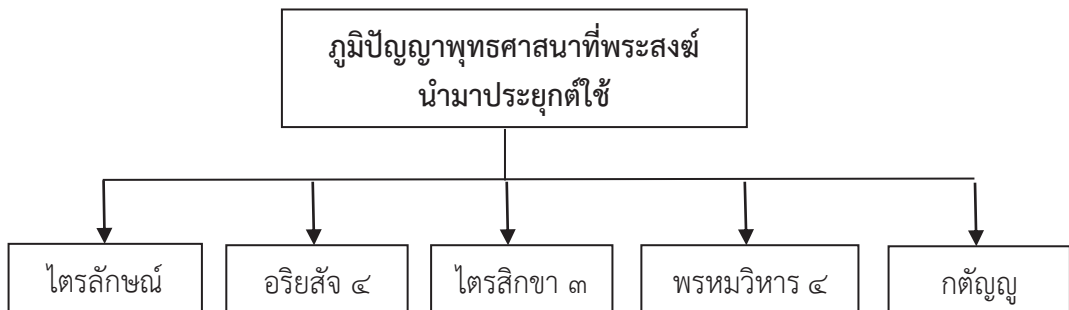 ภูมิปัญญาพุทธศาสนาที่พระสงฆ์
นำมาประยุกต์ใช้
ไตรลักษณ์
อริยสัจ ๔
ไตรสิกขา ๓
พรหมวิหาร ๔
กตัญญู